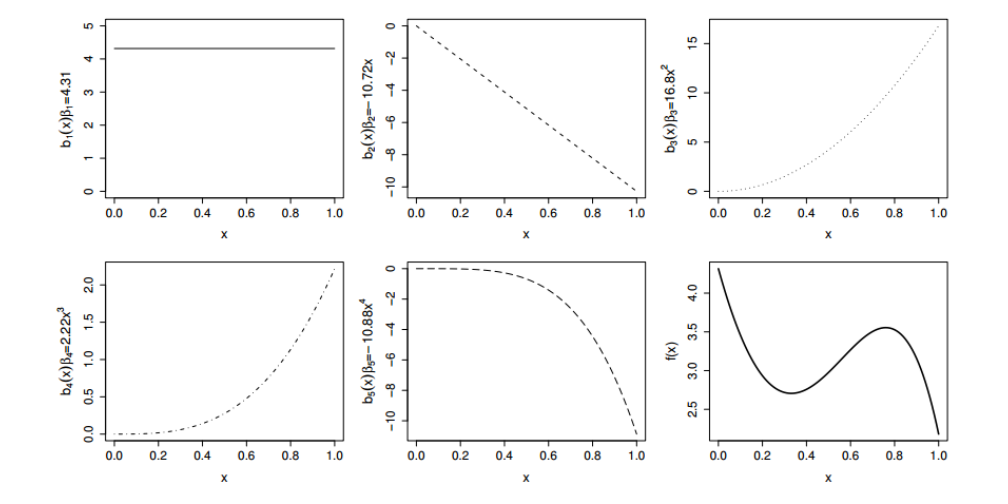 b₁(x)β₁=4.31
0 1 2 3 4 5
0.0 0.2 0.4 0.6 0.8 1.0
x
b₂(x)β₂=−10.72x
−10 −8 −6 −4 −2 0
0.0 0.2 0.4 0.6 0.8 1.0
x
b₃(x)β₃=16.8x²
0 5 10 15
0.0 0.2 0.4 0.6 0.8 1.0
x
b₄(x)β₄=2.22x³
0.0 0.5 1.0 1.5 2.0
0.0 0.2 0.4 0.6 0.8 1.0
x
b₅(x)β₅=−10.88x⁴
−10 −8 −6 −4 −2 0
0.0 0.2 0.4 0.6 0.8 1.0
x
f(x)
2.5 3.0 3.5 4.0
0.0 0.2 0.4 0.6 0.8 1.0
x